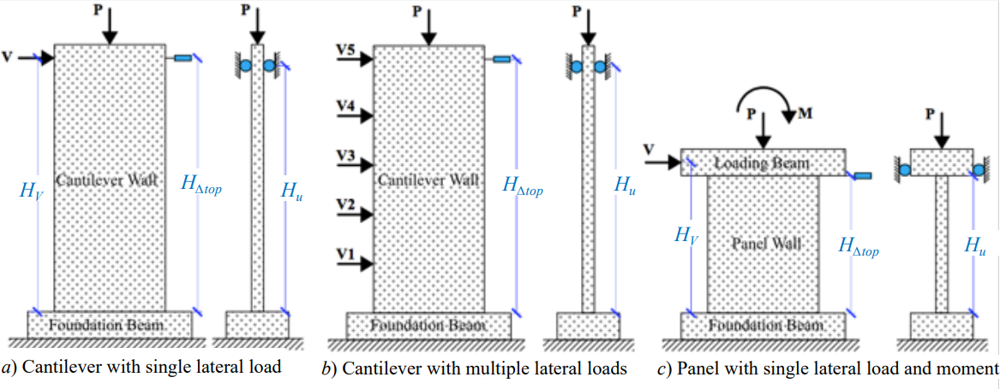 P
V
H_V
Cantilever Wall
H_Δtop
Foundation Beam
P
H_u
a) Cantilever with single lateral load
P
V5
V4
V3
V2
V1
Cantilever Wall
H_Δtop
Foundation Beam
P
H_u
b) Cantilever with multiple lateral loads
P
M
V
Loading Beam
H_V
Panel Wall
H_Δtop
Foundation Beam
P
H_u
c) Panel with single lateral load and moment